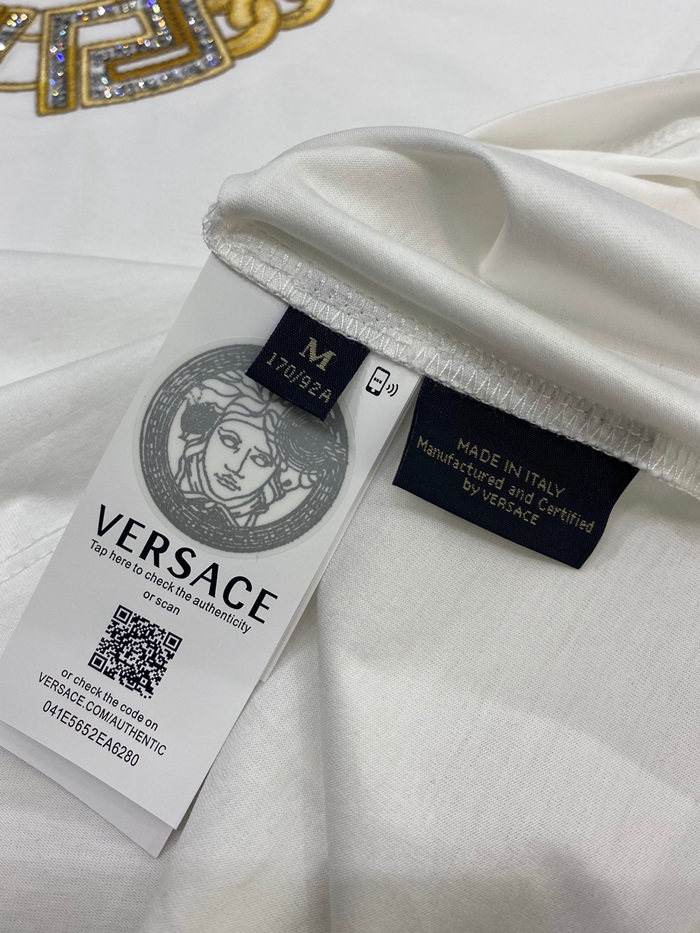 M
170/92A
VERSACE
Tap here to check the authenticity
or scan
or check the code on
VERSACE.COM/AUTHENTIC
041E5652EA6280
MADE IN ITALY
Manufactured and Certified
by VERSACE